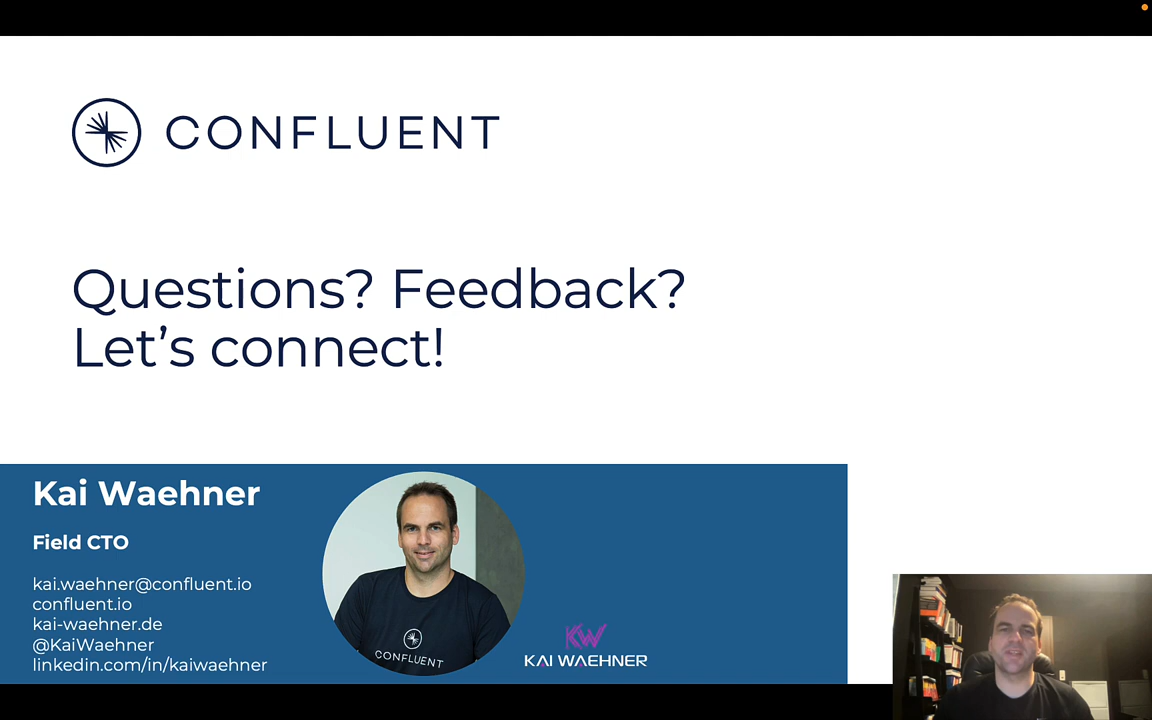 CONFLUENT
Questions? Feedback?
Let’s connect!
Kai Waehner
Field CTO
kai.waehner@confluent.io
confluent.io
kai-waehner.de
@KaiWaehner
linkedin.com/in/kaiwaehner
CONFLUENT
KW
KAI WAEHNER